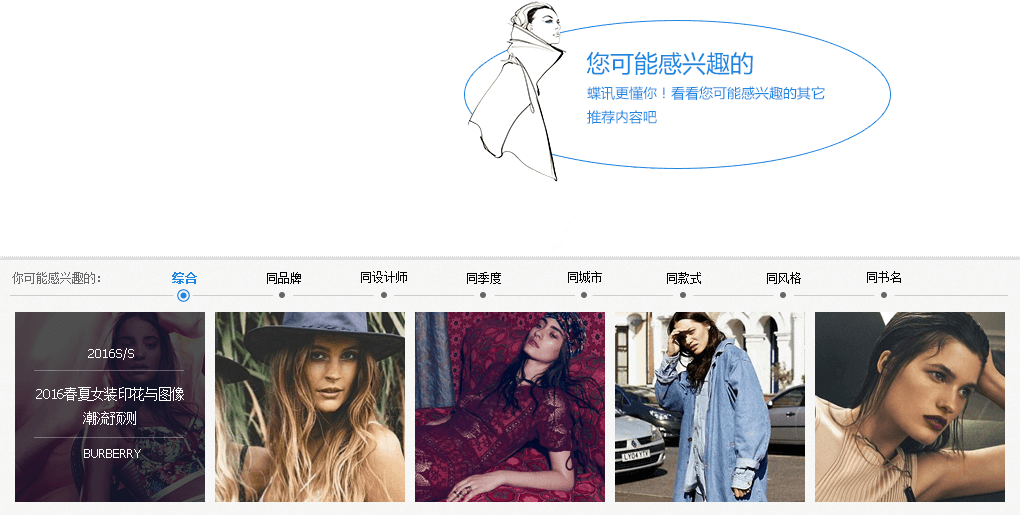 您可能感兴趣的
蝶讯更懂你！看看您可能感兴趣的其它
推荐内容吧
你可能感兴趣的： 综合 同品牌 同设计师 同季度 同城市 同款式 同风格 同书名
2016S/S
2016春夏女装印花与图像
潮流预测
BURBERRY
LY04 YTV